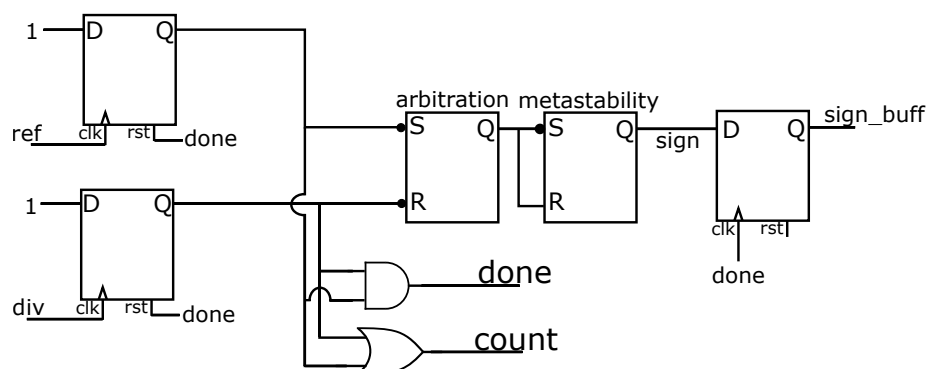 1 D Q
ref clk rst done
arbitration metastability
S Q S Q sign D Q sign_buff
R R
clk rst
done
1 D Q
div clk rst done
done
count